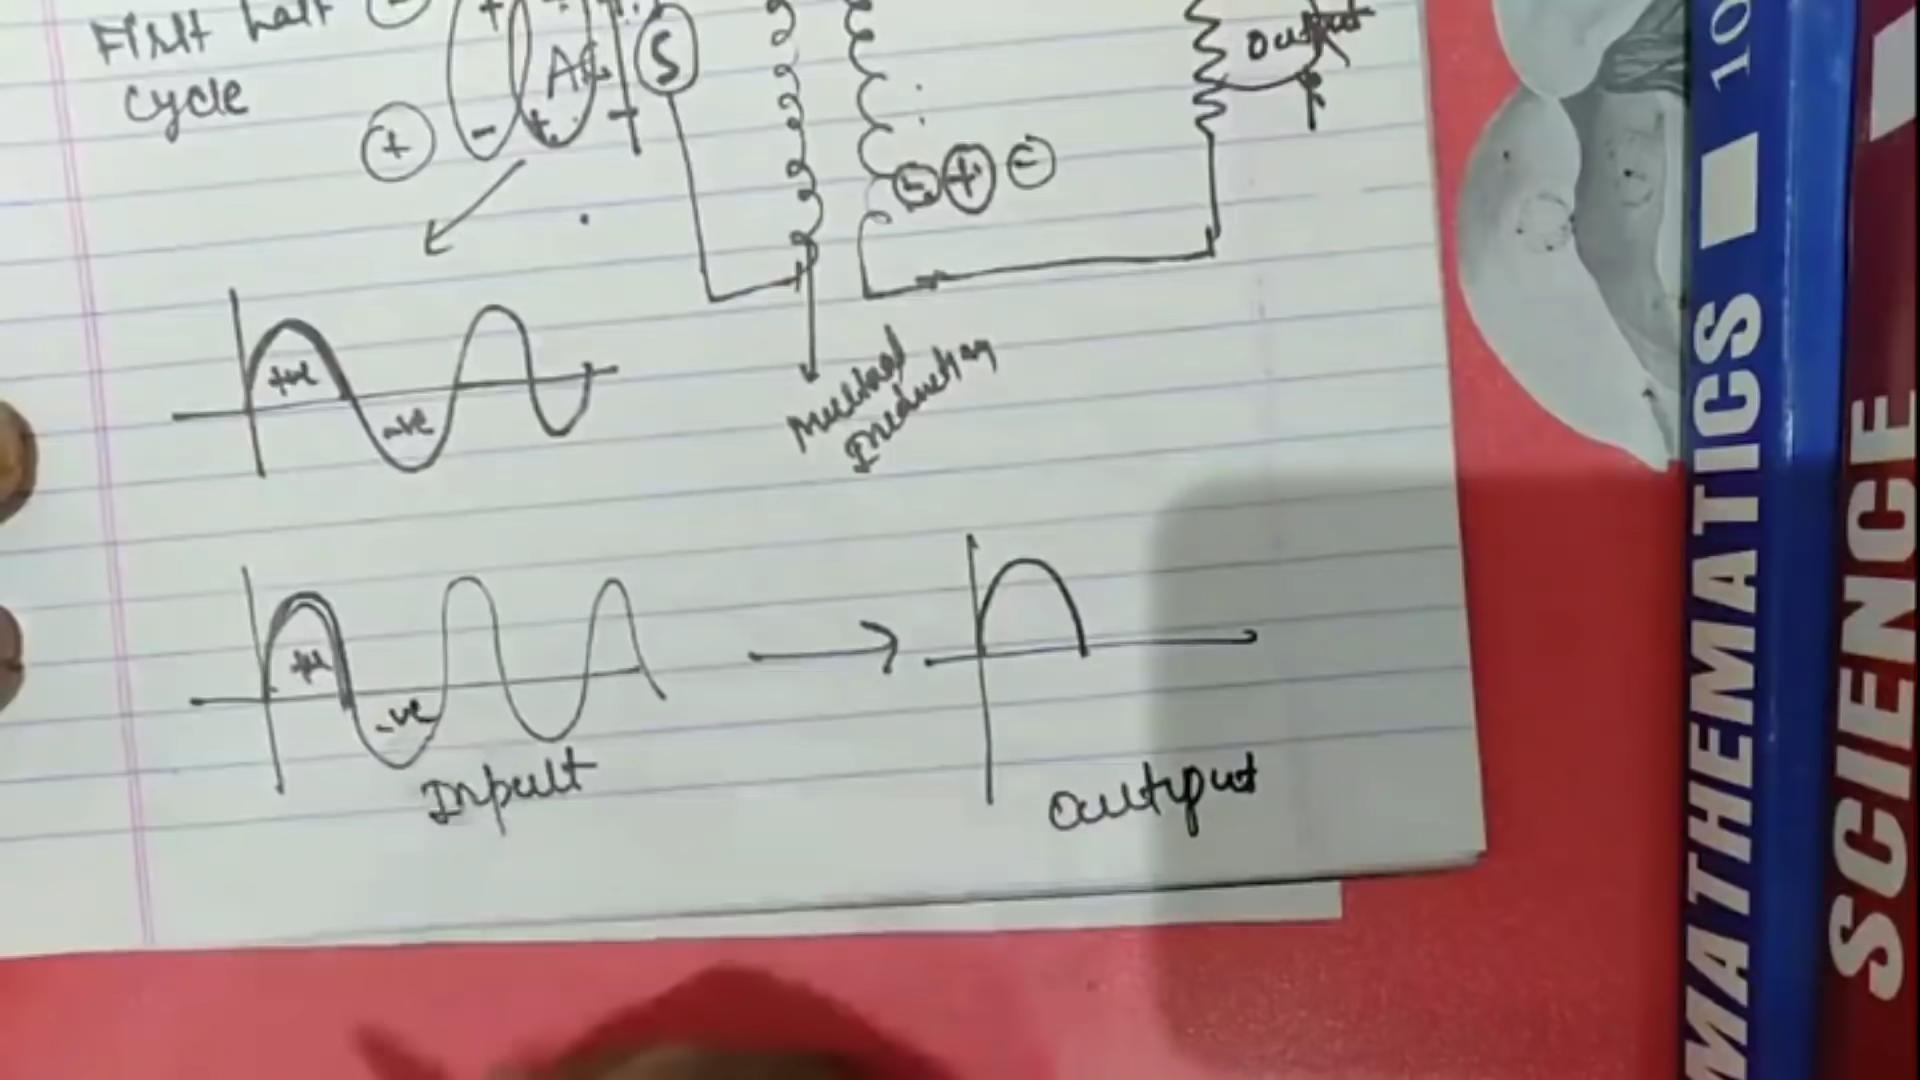 First half
cycle
AC
S
Output
+ve
-ve
Mutual
Induction
+ve
-ve
Input
Output
MATHEMATICS 10
SCIENCE